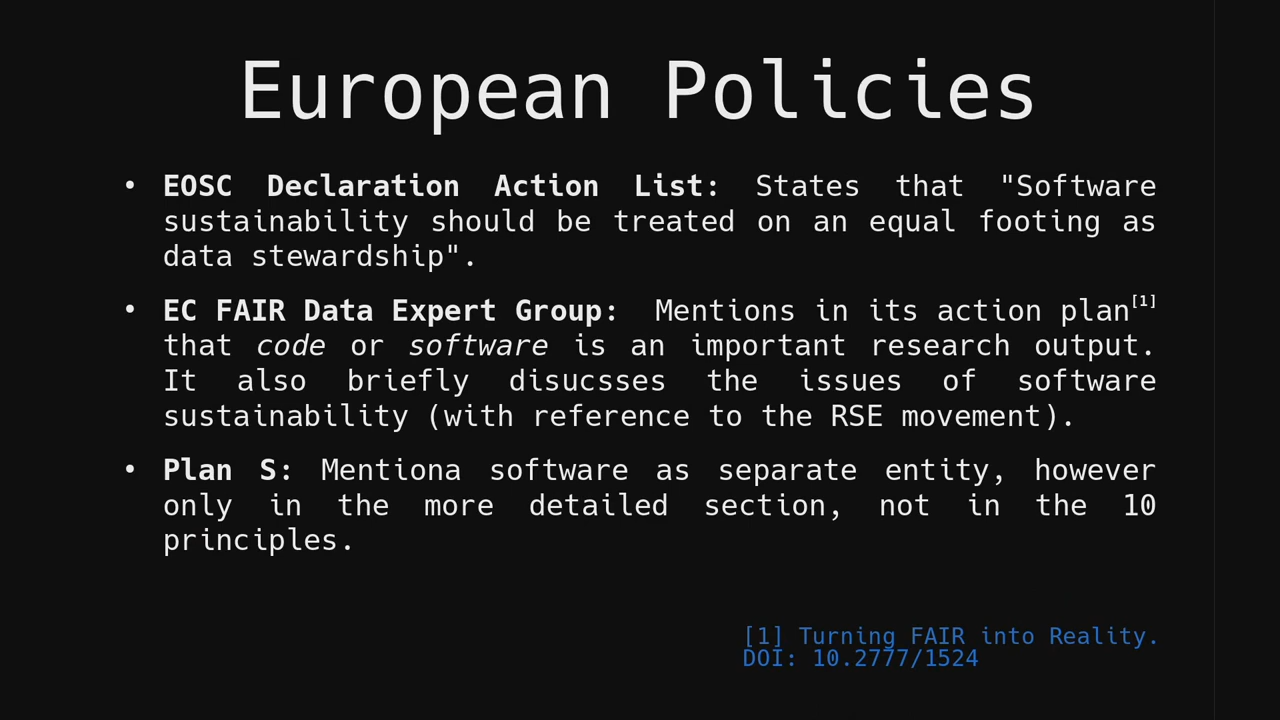 European Policies
• EOSC Declaration Action List: States that "Software
sustainability should be treated on an equal footing as
data stewardship".
• EC FAIR Data Expert Group: Mentions in its action plan[1]
that code or software is an important research output.
It also briefly disucsses the issues of software
sustainability (with reference to the RSE movement).
• Plan S: Mentiona software as separate entity, however
only in the more detailed section, not in the 10
principles.
[1] Turning FAIR into Reality.
DOI: 10.2777/1524